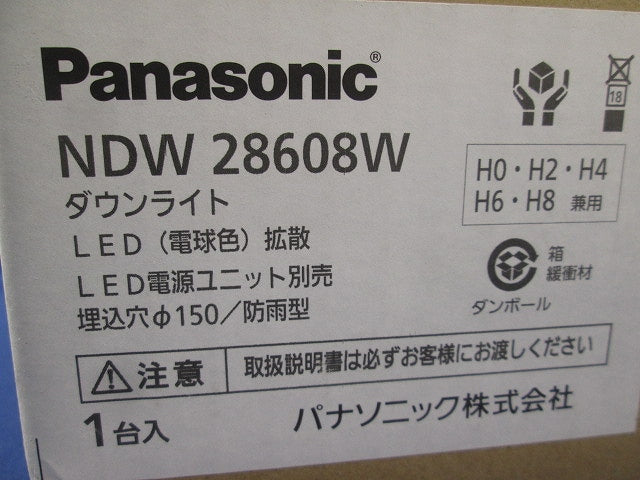 Panasonic®
NDW 28608W
ダウンライト
LED（電球色）拡散
LED電源ユニット別売
埋込穴φ150／防雨型
18
H0・H2・H4
H6・H8 兼用
箱
緩衝材
ダンボール
注意
取扱説明書は必ずお客様にお渡しください
1台入
パナソニック株式会社